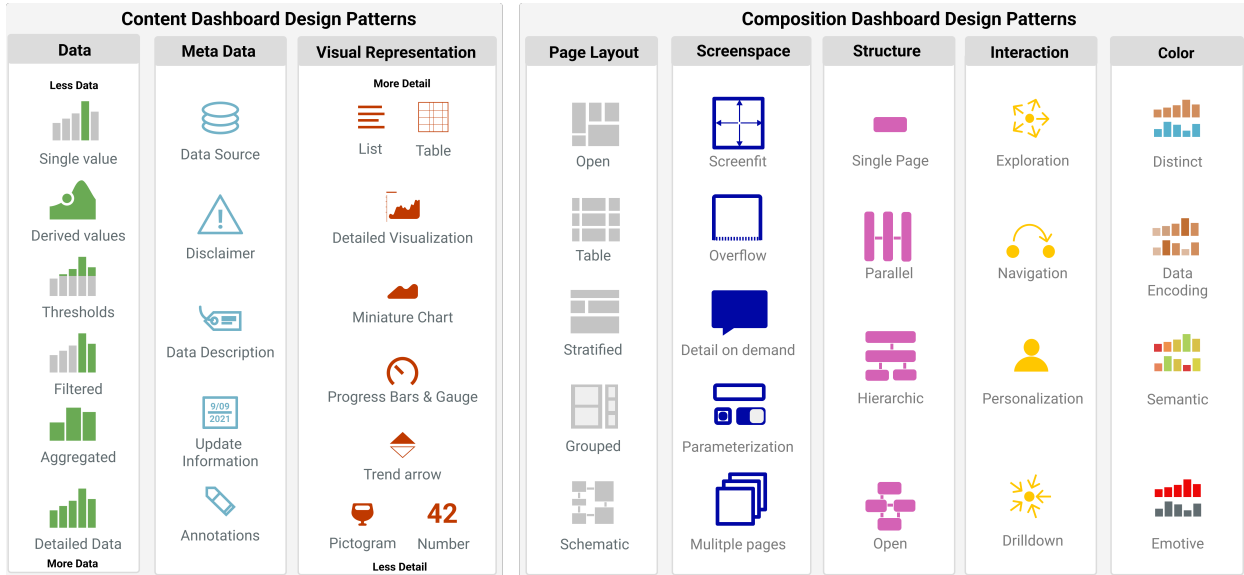 Content Dashboard Design Patterns
Data
Less Data
Single value
Derived values
Thresholds
Filtered
Aggregated
Detailed Data
More Data
Meta Data
Data Source
Disclaimer
Data Description
9/09
2021
Update
Information
Annotations
Visual Representation
More Detail
List
Table
Detailed Visualization
Miniature Chart
Progress Bars & Gauge
Trend arrow
42
Pictogram
Number
Less Detail
Composition Dashboard Design Patterns
Page Layout
Open
Table
Stratified
Grouped
Schematic
Screenspace
Screenfit
Overflow
Detail on demand
Parameterization
Mulitple pages
Structure
Single Page
Parallel
Hierarchic
Open
Interaction
Exploration
Navigation
Personalization
Drilldown
Color
Distinct
Data
Encoding
Semantic
Emotive